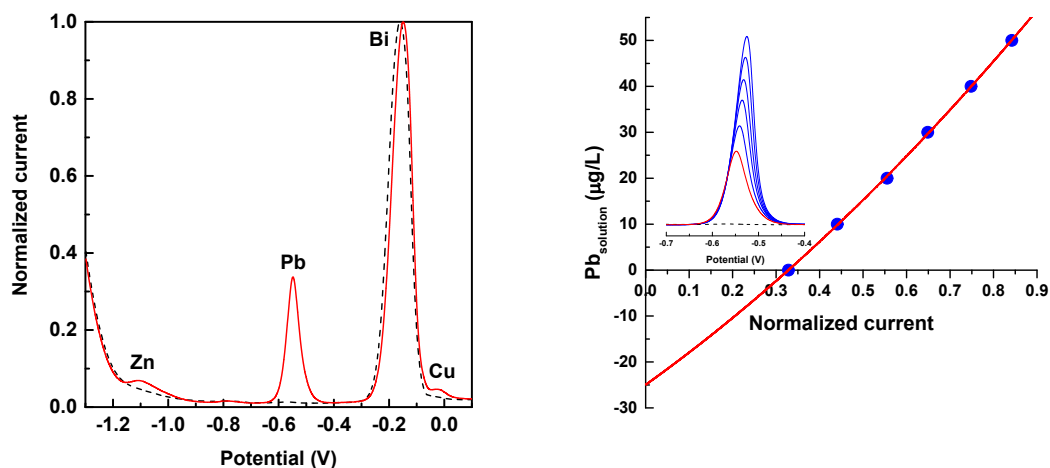 Normalized current
1.0
0.8
0.6
0.4
0.2
0.0
Bi
Pb
Zn
Cu
-1.2 -1.0 -0.8 -0.6 -0.4 -0.2 0.0
Potential (V)
Pb solution (µg/L)
50
40
30
20
10
0
-10
-20
-30
0.0 0.1 0.2 0.3 0.4 0.5 0.6 0.7 0.8 0.9
Normalized current
-0.7 -0.6 -0.5 -0.4
Potential (V)